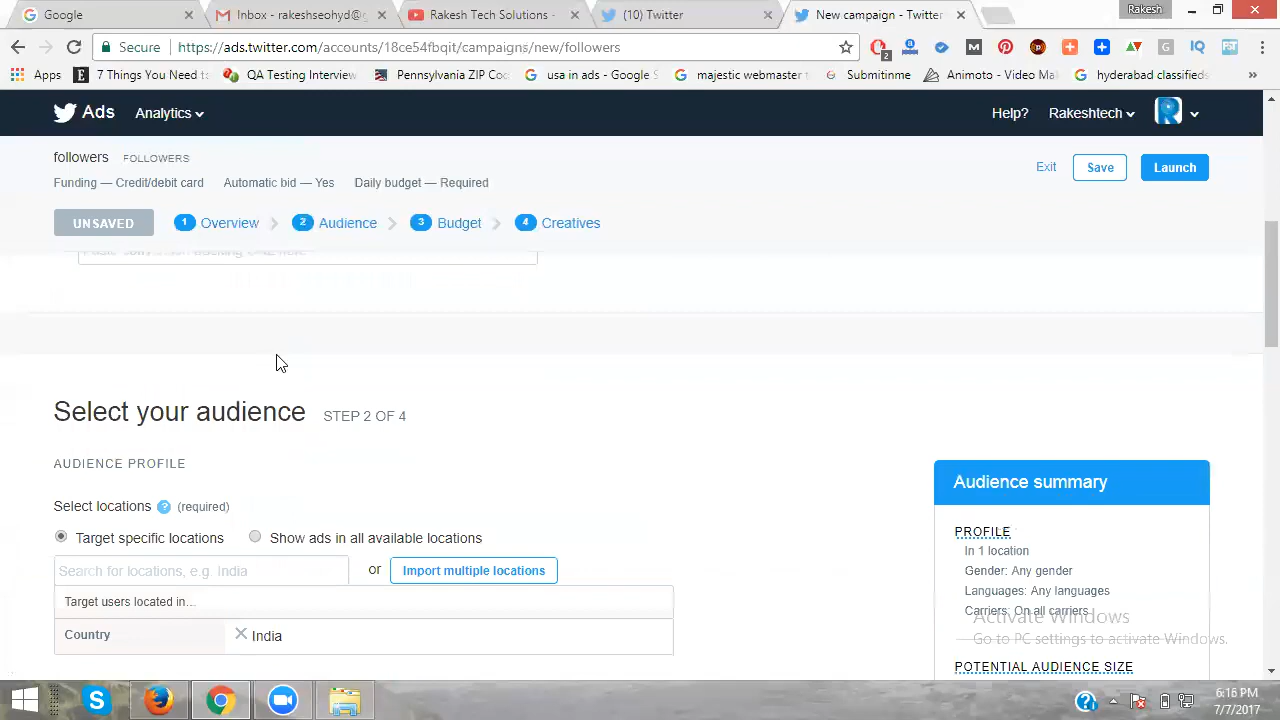 Google
Inbox - rakeshseohyd@g
Rakesh Tech Solutions
(10) Twitter
New campaign - Twitter
Rakesh
Secure
https://ads.twitter.com/account/18ce54fbqit/campaigns/new/followers
2
Apps
7 Things You Need t
QA Testing Interview
Pennsylvania ZIP Co
usa in ads - Google S
majestic webmaster t
Submitinme
Animoto - Video Ma
hyderabad classified
»
Ads
Analytics
Help?
Rakeshtech
followers FOLLOWERS
Funding — Credit/debit card
Automatic bid — Yes
Daily budget — Required
Exit
Save
Launch
UNSAVED
1 Overview
2 Audience
3 Budget
4 Creatives
Select your audience STEP 2 OF 4
AUDIENCE PROFILE
Select locations ? (required)
Target specific locations
Show ads in all available locations
Search for locations, e.g. India
or
Import multiple locations
Target users located in...
Country
India
Audience summary
PROFILE
In 1 location
Gender: Any gender
Languages: Any languages
Carriers: On all carriers
POTENTIAL AUDIENCE SIZE
Activate Windows
Go to PC settings to activate Windows.
6:16 PM
7/7/2017